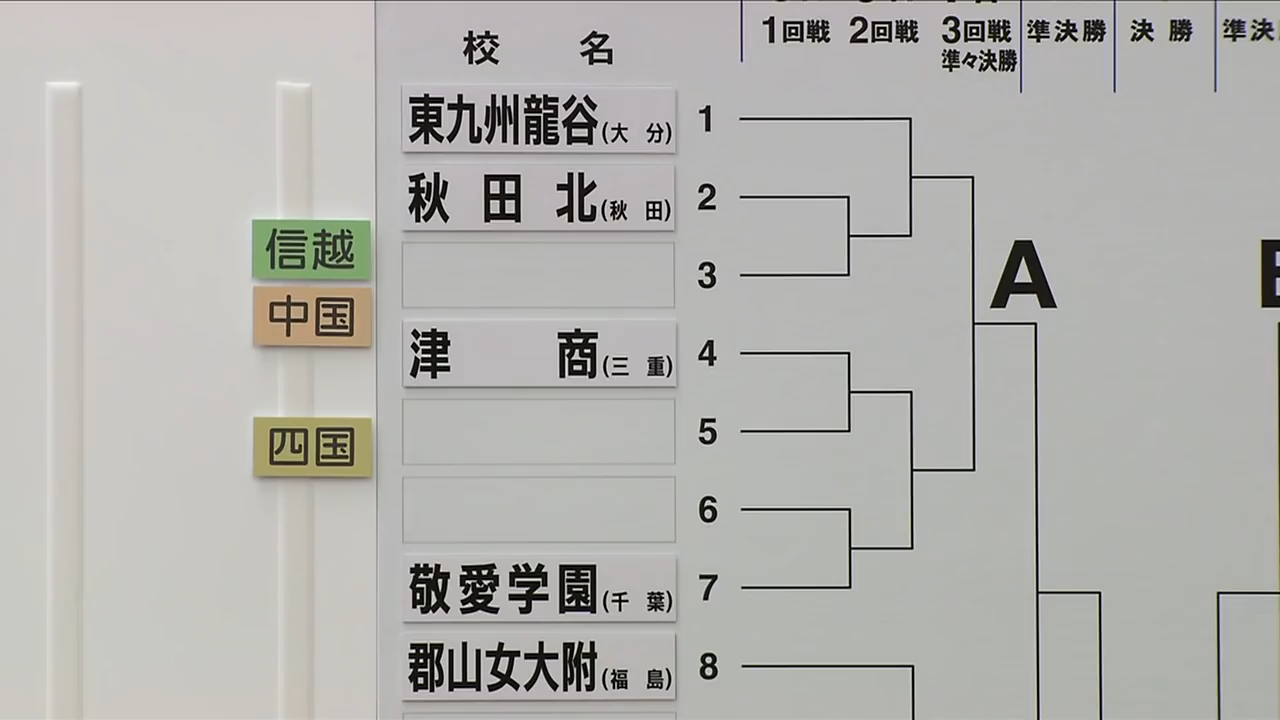 校 名
1回戦 2回戦 3回戦 準決勝 決勝 準決
準々決勝
東九州龍谷(大分) 1
秋田北(秋田) 2
信越
3
A
中国
津商(三重) 4
四国
5
6
敬愛学園(千葉) 7
郡山女大附(福島) 8